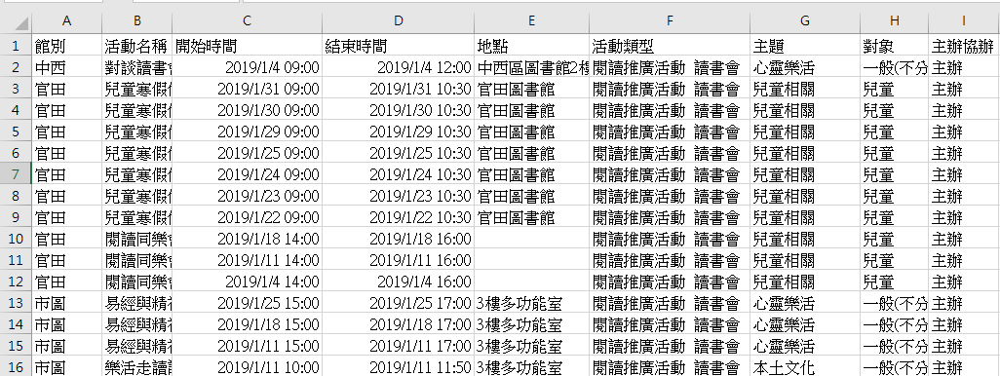 A B C D E F G H I
1 館別 活動名稱 開始時間 結束時間 地點 活動類型 主題 對象 主辦協辦
2 中西 對談讀書 2019/1/4 09:00 2019/1/4 12:00 中西區圖書館2樓 閱讀推廣活動 讀書會 心靈樂活 一般(不分 主辦
3 官田 兒童寒假 2019/1/31 09:00 2019/1/31 10:30 官田圖書館 閱讀推廣活動 讀書會 兒童相關 兒童 主辦
4 官田 兒童寒假 2019/1/30 09:00 2019/1/30 10:30 官田圖書館 閱讀推廣活動 讀書會 兒童相關 兒童 主辦
5 官田 兒童寒假 2019/1/29 09:00 2019/1/29 10:30 官田圖書館 閱讀推廣活動 讀書會 兒童相關 兒童 主辦
6 官田 兒童寒假 2019/1/25 09:00 2019/1/25 10:30 官田圖書館 閱讀推廣活動 讀書會 兒童相關 兒童 主辦
7 官田 兒童寒假 2019/1/24 09:00 2019/1/24 10:30 官田圖書館 閱讀推廣活動 讀書會 兒童相關 兒童 主辦
8 官田 兒童寒假 2019/1/23 09:00 2019/1/23 10:30 官田圖書館 閱讀推廣活動 讀書會 兒童相關 兒童 主辦
9 官田 兒童寒假 2019/1/22 09:00 2019/1/22 10:30 官田圖書館 閱讀推廣活動 讀書會 兒童相關 兒童 主辦
10 官田 閱讀同樂 2019/1/18 14:00 2019/1/18 16:00 閱讀推廣活動 讀書會 兒童相關 兒童 主辦
11 官田 閱讀同樂 2019/1/11 14:00 2019/1/11 16:00 閱讀推廣活動 讀書會 兒童相關 兒童 主辦
12 官田 閱讀同樂 2019/1/4 14:00 2019/1/4 16:00 閱讀推廣活動 讀書會 兒童相關 兒童 主辦
13 市圖 易經與精 2019/1/25 15:00 2019/1/25 17:00 3樓多功能室 閱讀推廣活動 讀書會 心靈樂活 一般(不分 主辦
14 市圖 易經與精 2019/1/18 15:00 2019/1/18 17:00 3樓多功能室 閱讀推廣活動 讀書會 心靈樂活 一般(不分 主辦
15 市圖 易經與精 2019/1/11 15:00 2019/1/11 17:00 3樓多功能室 閱讀推廣活動 讀書會 心靈樂活 一般(不分 主辦
16 市圖 樂活走讀 2019/1/11 10:00 2019/1/11 11:50 3樓多功能室 閱讀推廣活動 讀書會 本土文化 一般(不分 主辦